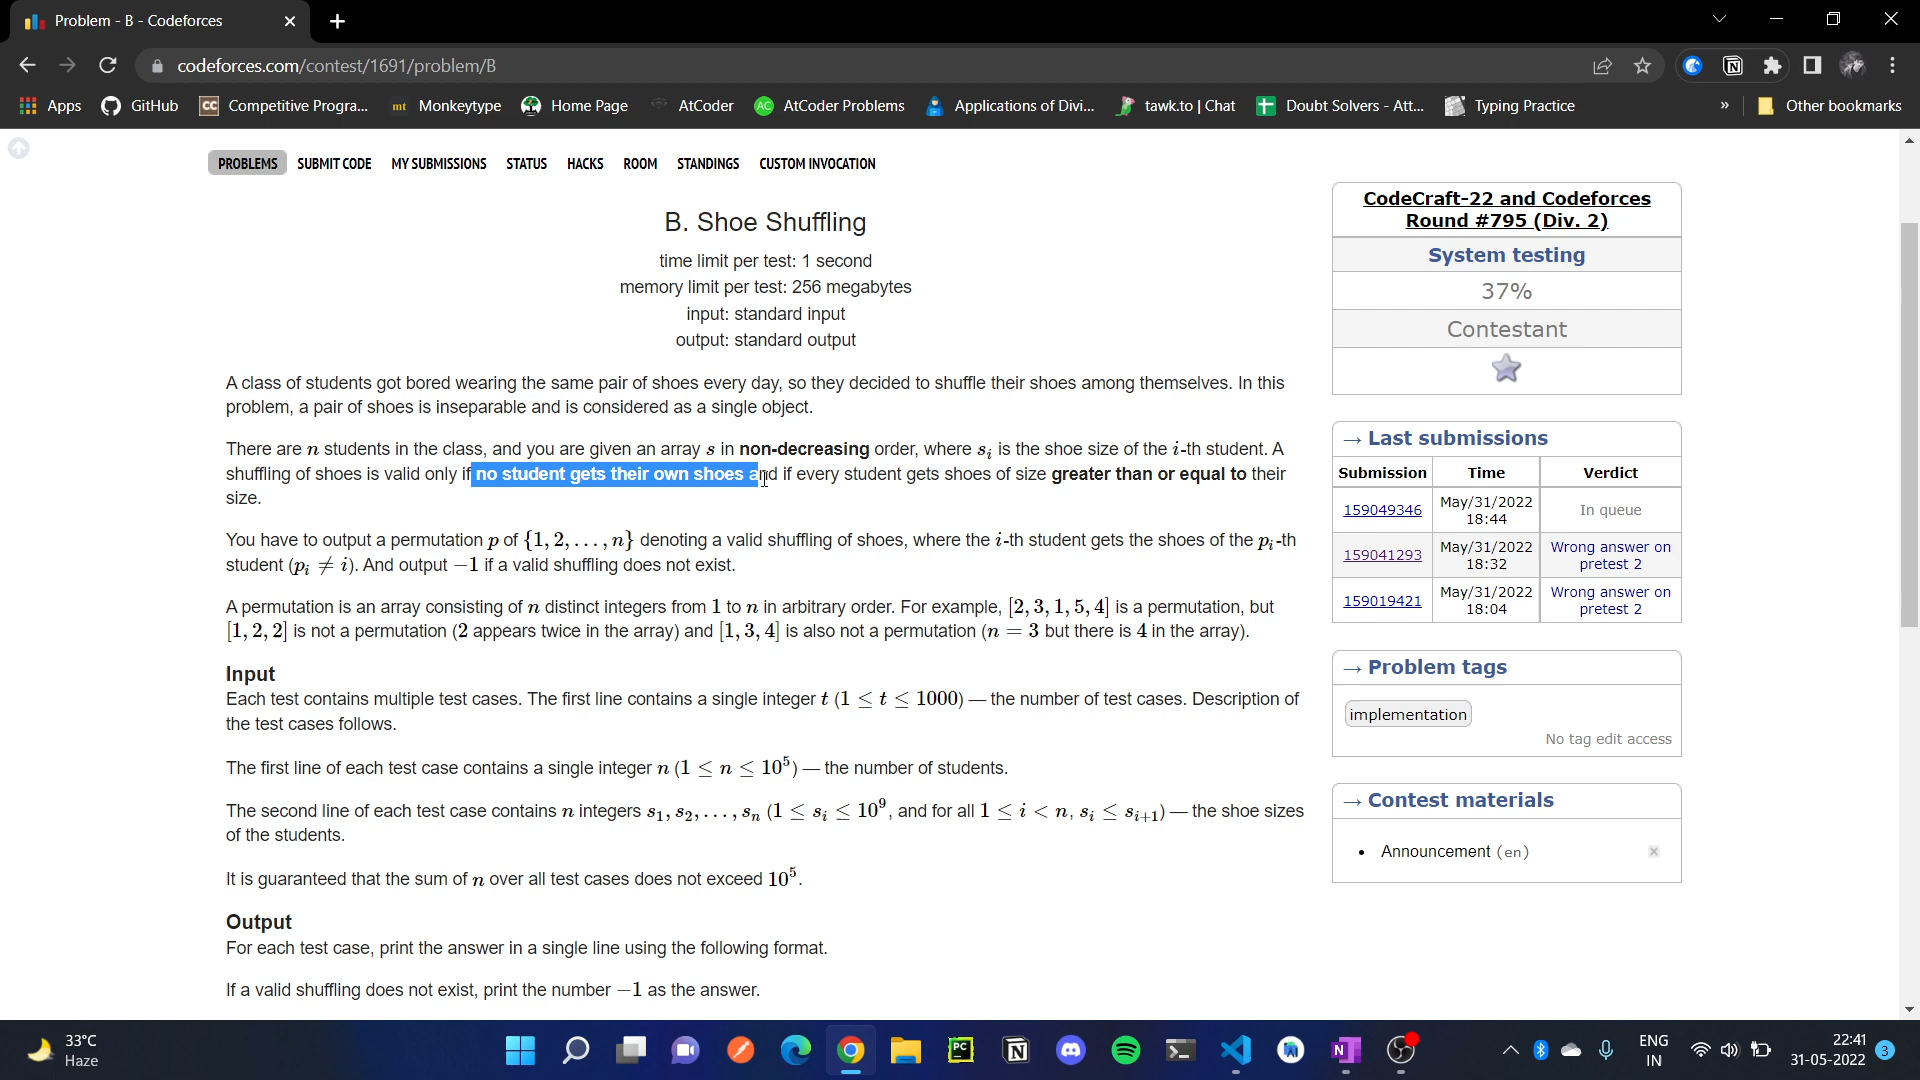 Problem - B - Codeforces
codeforces.com/contest/1691/problem/B
Apps GitHub CC Competitive Progra... mt Monkeytype Home Page AtCoder AC AtCoder Problems Applications of Divi... tawk.to | Chat Doubt Solvers - Att... Typing Practice » Other bookmarks
PROBLEMS SUBMIT CODE MY SUBMISSIONS STATUS HACKS ROOM STANDINGS CUSTOM INVOCATION
B. Shoe Shuffling
time limit per test: 1 second
memory limit per test: 256 megabytes
input: standard input
output: standard output
A class of students got bored wearing the same pair of shoes every day, so they decided to shuffle their shoes among themselves. In this
problem, a pair of shoes is inseparable and is considered as a single object.
There are n students in the class, and you are given an array s in non-decreasing order, where sᵢ is the shoe size of the i-th student. A
shuffling of shoes is valid only if no student gets their own shoes and if every student gets shoes of size greater than or equal to their
size.
You have to output a permutation p of {1, 2, . . . , n} denoting a valid shuffling of shoes, where the i-th student gets the shoes of the pᵢ-th
student (pᵢ ≠ i). And output −1 if a valid shuffling does not exist.
A permutation is an array consisting of n distinct integers from 1 to n in arbitrary order. For example, [2, 3, 1, 5, 4] is a permutation, but
[1, 2, 2] is not a permutation (2 appears twice in the array) and [1, 3, 4] is also not a permutation (n = 3 but there is 4 in the array).
Input
Each test contains multiple test cases. The first line contains a single integer t (1 ≤ t ≤ 1000) — the number of test cases. Description of
the test cases follows.
The first line of each test case contains a single integer n (1 ≤ n ≤ 10⁵) — the number of students.
The second line of each test case contains n integers s₁, s₂, . . . , sₙ (1 ≤ sᵢ ≤ 10⁹, and for all 1 ≤ i < n, sᵢ ≤ sᵢ₊₁) — the shoe sizes
of the students.
It is guaranteed that the sum of n over all test cases does not exceed 10⁵.
Output
For each test case, print the answer in a single line using the following format.
If a valid shuffling does not exist, print the number −1 as the answer.
CodeCraft-22 and Codeforces
Round #795 (Div. 2)
System testing
37%
Contestant
→ Last submissions
Submission Time Verdict
159049346 May/31/2022 18:44 In queue
159041293 May/31/2022 18:32 Wrong answer on pretest 2
159019421 May/31/2022 18:04 Wrong answer on pretest 2
→ Problem tags
implementation
No tag edit access
→ Contest materials
• Announcement (en)
33°C
Haze
PC
N
ENG
IN
22:41
31-05-2022
3